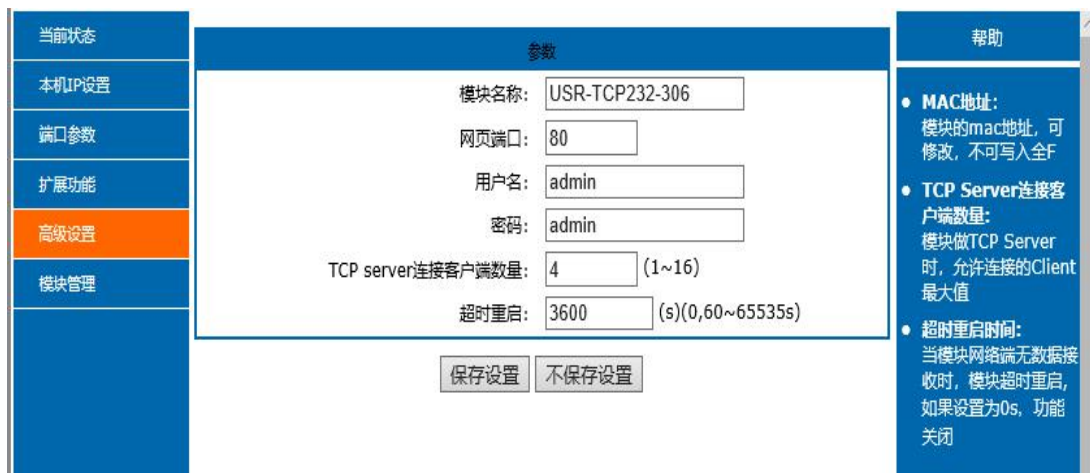 当前状态
本机IP设置
端口参数
扩展功能
高级设置
模块管理
参数
模块名称: USR-TCP232-306
网页端口: 80
用户名: admin
密码: admin
TCP server连接客户端数量: 4 (1~16)
超时重启: 3600 (s)(0,60~65535s)
保存设置 不保存设置
帮助
● MAC地址:
模块的mac地址, 可
修改, 不可写入全F
● TCP Server连接客
户端数量:
模块做TCP Server
时, 允许连接的Client
最大值
● 超时重启时间:
当模块网络端无数据接
收时, 模块超时重启,
如果设置为0s, 功能
关闭